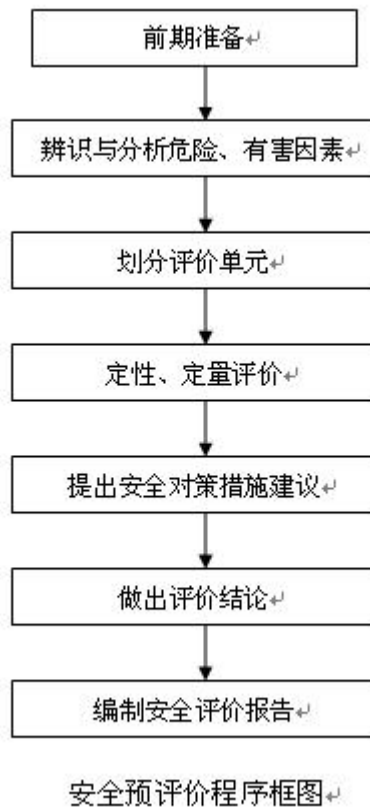 前期准备
辨识与分析危险、有害因素
划分评价单元
定性、定量评价
提出安全对策措施建议
做出评价结论
编制安全评价报告
安全预评价程序框图